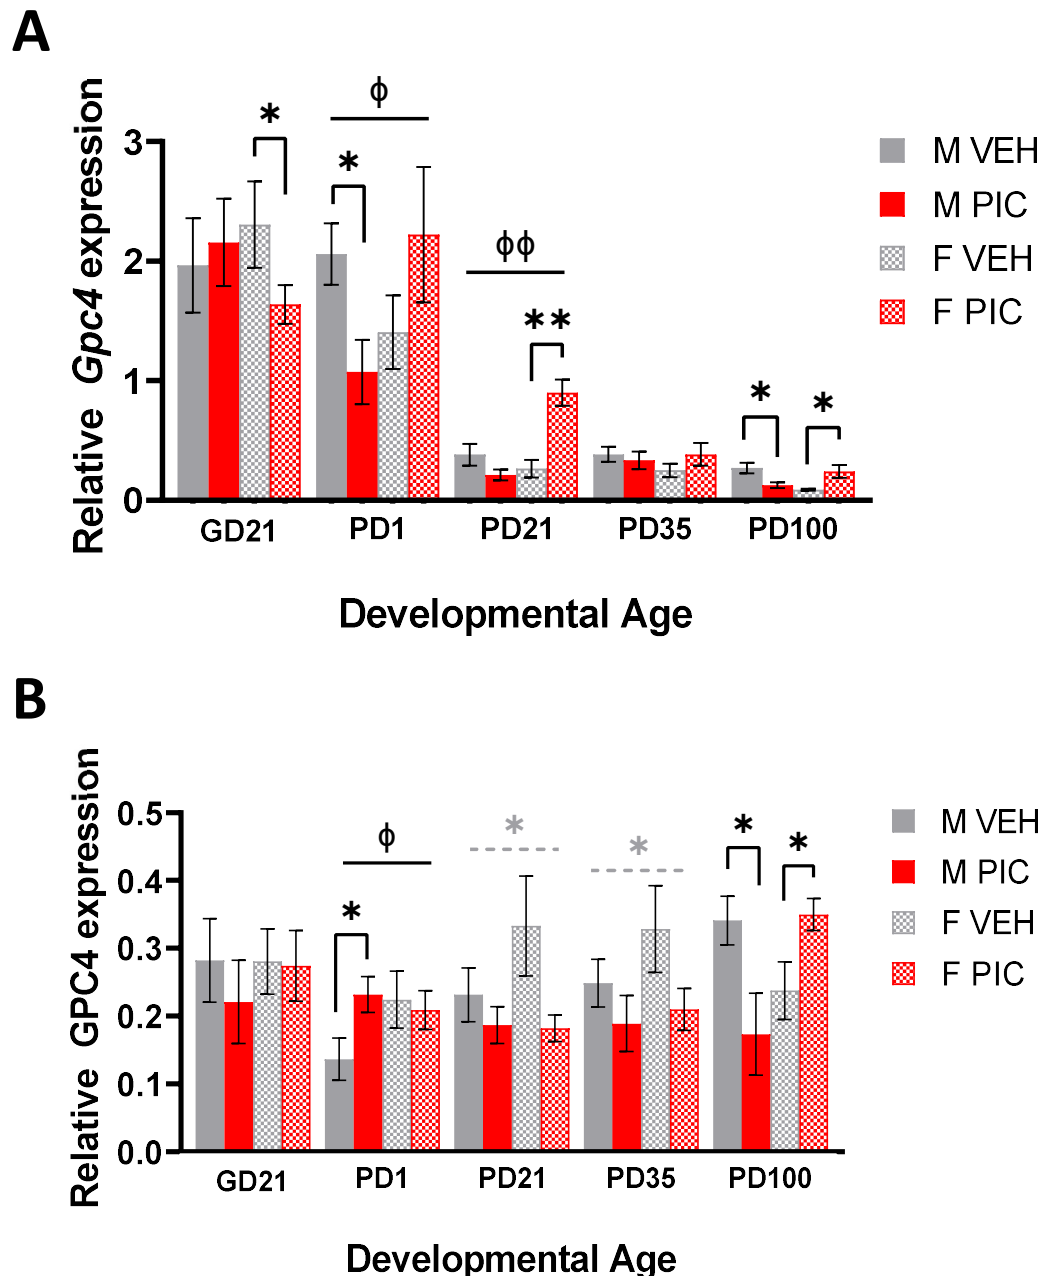 A
Relative Gpc4 expression
3
2
1
0
*
ϕ
*
ϕϕ
**
*
*
GD21 PD1 PD21 PD35 PD100
Developmental Age
M VEH
M PIC
F VEH
F PIC
B
Relative GPC4 expression
0.5
0.4
0.3
0.2
0.1
0.0
ϕ
*
*
*
*
*
GD21 PD1 PD21 PD35 PD100
Developmental Age
M VEH
M PIC
F VEH
F PIC